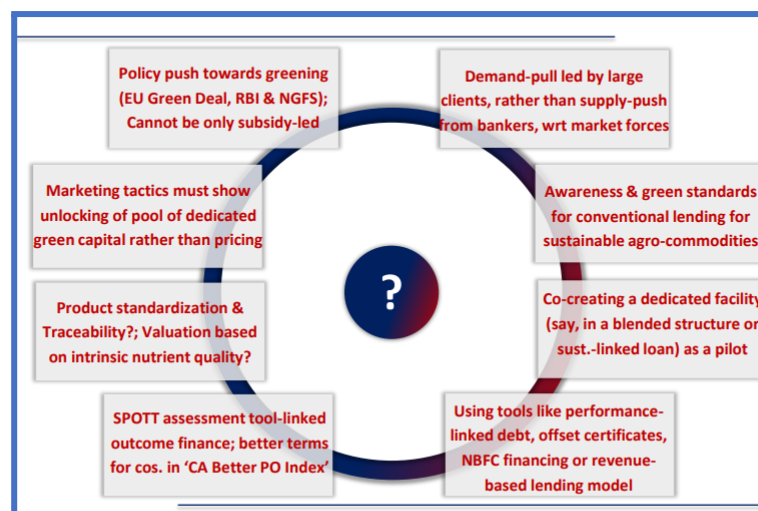 Policy push towards greening
(EU Green Deal, RBI & NGFS);
Cannot be only subsidy-led
Demand-pull led by large
clients, rather than supply-push
from bankers, wrt market forces
Marketing tactics must show
unlocking of pool of dedicated
green capital rather than pricing
Awareness & green standards
for conventional lending for
sustainable agro-commodities
?
Product standardization &
Traceability?; Valuation based
on intrinsic nutrient quality?
Co-creating a dedicated facility
(say, in a blended structure or
sust.-linked loan) as a pilot
SPOTT assessment tool-linked
outcome finance; better terms
for cos. in ‘CA Better PO Index’
Using tools like performance-
linked debt, offset certificates,
NBFC financing or revenue-
based lending model